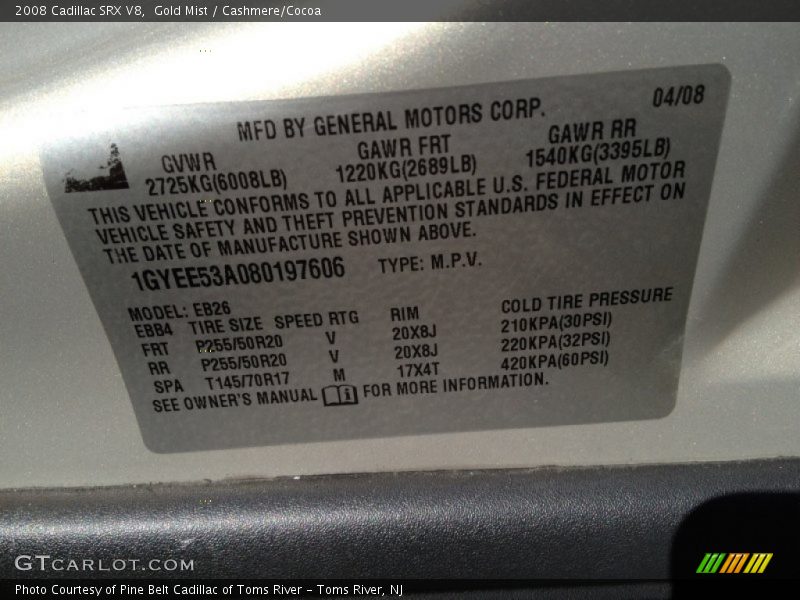 2008 Cadillac SRX V8,  Gold Mist / Cashmere/Cocoa
MFD BY GENERAL MOTORS CORP. 04/08
GVWR GAWR FRT GAWR RR
2725KG(6008LB) 1220KG(2689LB) 1540KG(3395LB)
THIS VEHICLE CONFORMS TO ALL APPLICABLE U.S. FEDERAL MOTOR
VEHICLE SAFETY AND THEFT PREVENTION STANDARDS IN EFFECT ON
THE DATE OF MANUFACTURE SHOWN ABOVE.
1GYEE53A080197606 TYPE: M.P.V.
MODEL: EB26
EBB4 TIRE SIZE SPEED RTG RIM COLD TIRE PRESSURE
FRT P255/50R20 V 20X8J 210KPA(30PSI)
RR P255/50R20 V 20X8J 220KPA(32PSI)
SPA T145/70R17 M 17X4T 420KPA(60PSI)
SEE OWNER'S MANUAL FOR MORE INFORMATION.
GTCARLOT.COM
Photo Courtesy of Pine Belt Cadillac of Toms River – Toms River, NJ